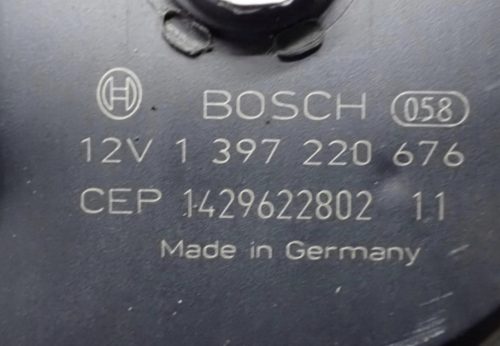 BOSCH 058
12V 1 397 220 676
CEP 1429622802 11
Made in Germany